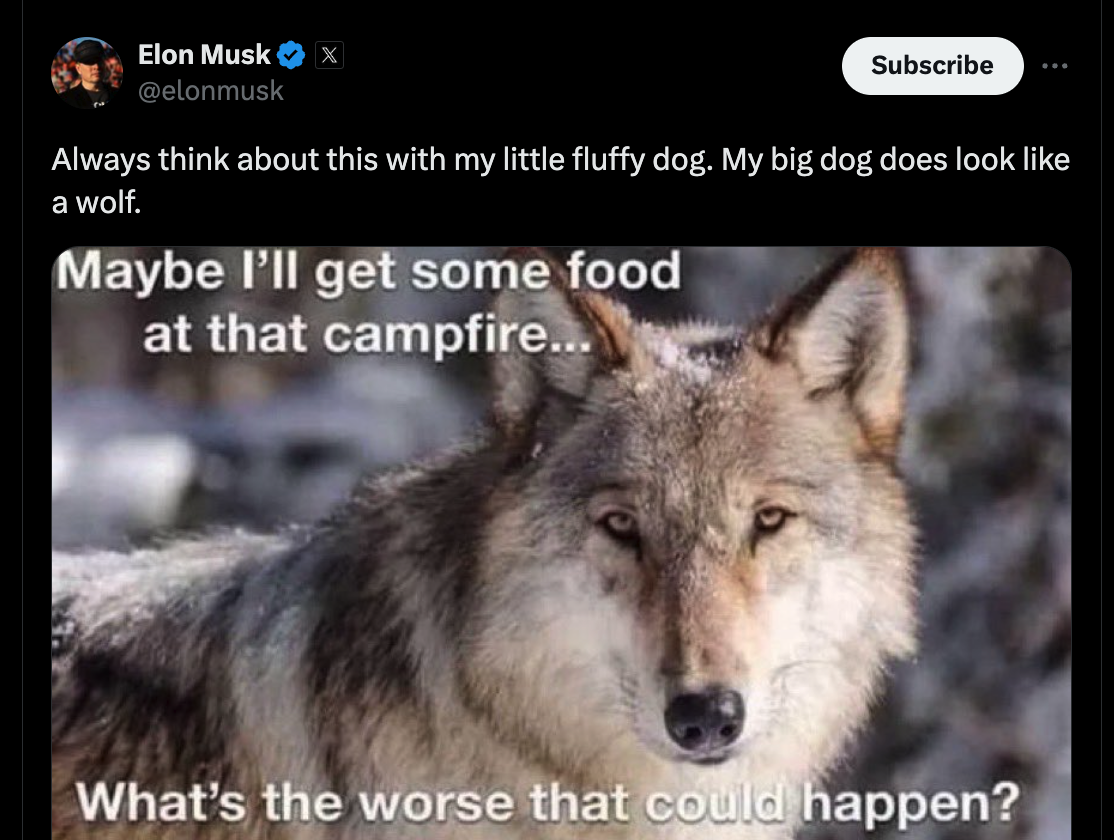 Elon Musk
@elonmusk
Subscribe
Always think about this with my little fluffy dog. My big dog does look like
a wolf.
Maybe I'll get some food
at that campfire...
What's the worse that could happen?